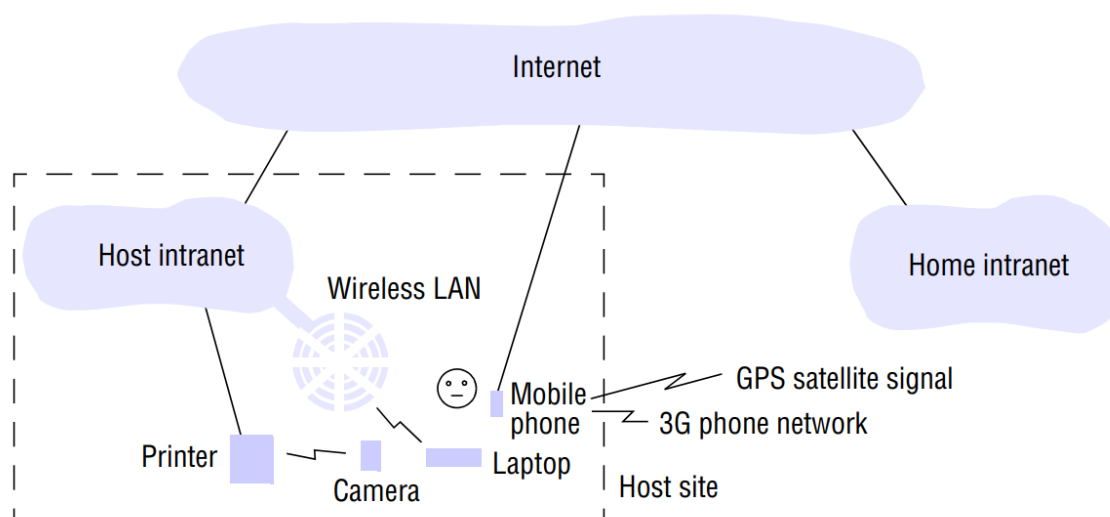 Internet
Host intranet
Wireless LAN
Home intranet
Mobile
phone
GPS satellite signal
3G phone network
Printer
Camera
Laptop
Host site